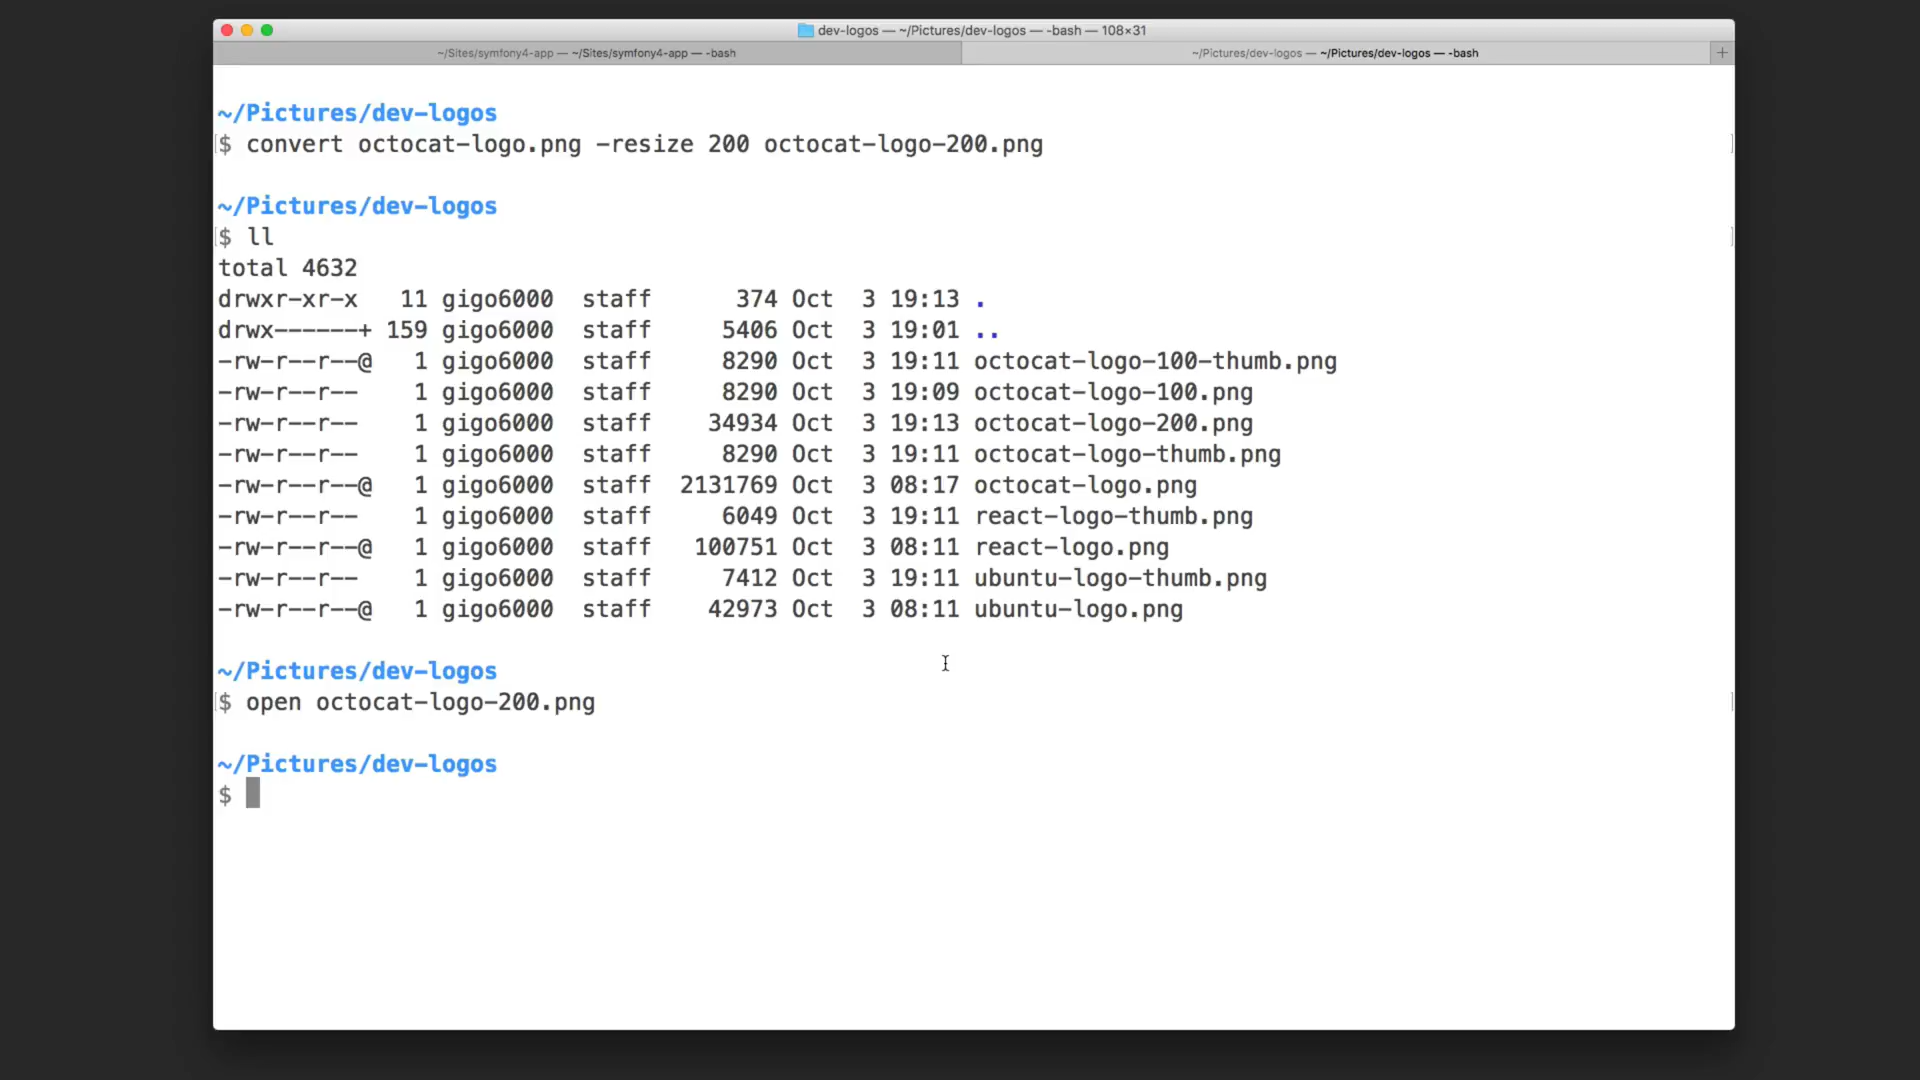 dev-logos — ~/Pictures/dev-logos — -bash — 108×31
~/Sites/symfony4-app — ~/Sites/symfony4-app — -bash
~/Pictures/dev-logos — ~/Pictures/dev-logos — -bash
~/Pictures/dev-logos
$ convert octocat-logo.png -resize 200 octocat-logo-200.png
~/Pictures/dev-logos
$ ll
total 4632
drwxr-xr-x 11 gigo6000 staff 374 Oct 3 19:13 .
drwx------+ 159 gigo6000 staff 5406 Oct 3 19:01 ..
-rw-r--r--@ 1 gigo6000 staff 8290 Oct 3 19:11 octocat-logo-100-thumb.png
-rw-r--r-- 1 gigo6000 staff 8290 Oct 3 19:09 octocat-logo-100.png
-rw-r--r-- 1 gigo6000 staff 34934 Oct 3 19:13 octocat-logo-200.png
-rw-r--r-- 1 gigo6000 staff 8290 Oct 3 19:11 octocat-logo-thumb.png
-rw-r--r--@ 1 gigo6000 staff 2131769 Oct 3 08:17 octocat-logo.png
-rw-r--r-- 1 gigo6000 staff 6049 Oct 3 19:11 react-logo-thumb.png
-rw-r--r--@ 1 gigo6000 staff 100751 Oct 3 08:11 react-logo.png
-rw-r--r-- 1 gigo6000 staff 7412 Oct 3 19:11 ubuntu-logo-thumb.png
-rw-r--r--@ 1 gigo6000 staff 42973 Oct 3 08:11 ubuntu-logo.png
~/Pictures/dev-logos
$ open octocat-logo-200.png
~/Pictures/dev-logos
$